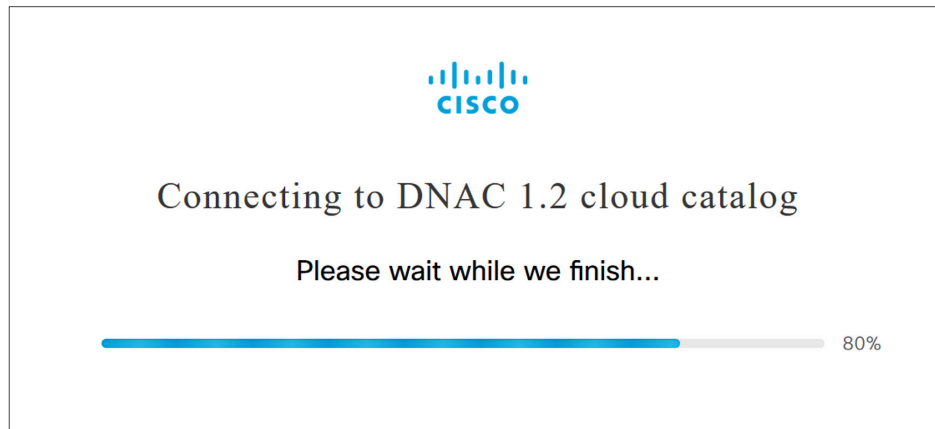 CISCO
Connecting to DNAC 1.2 cloud catalog
Please wait while we finish...
80%